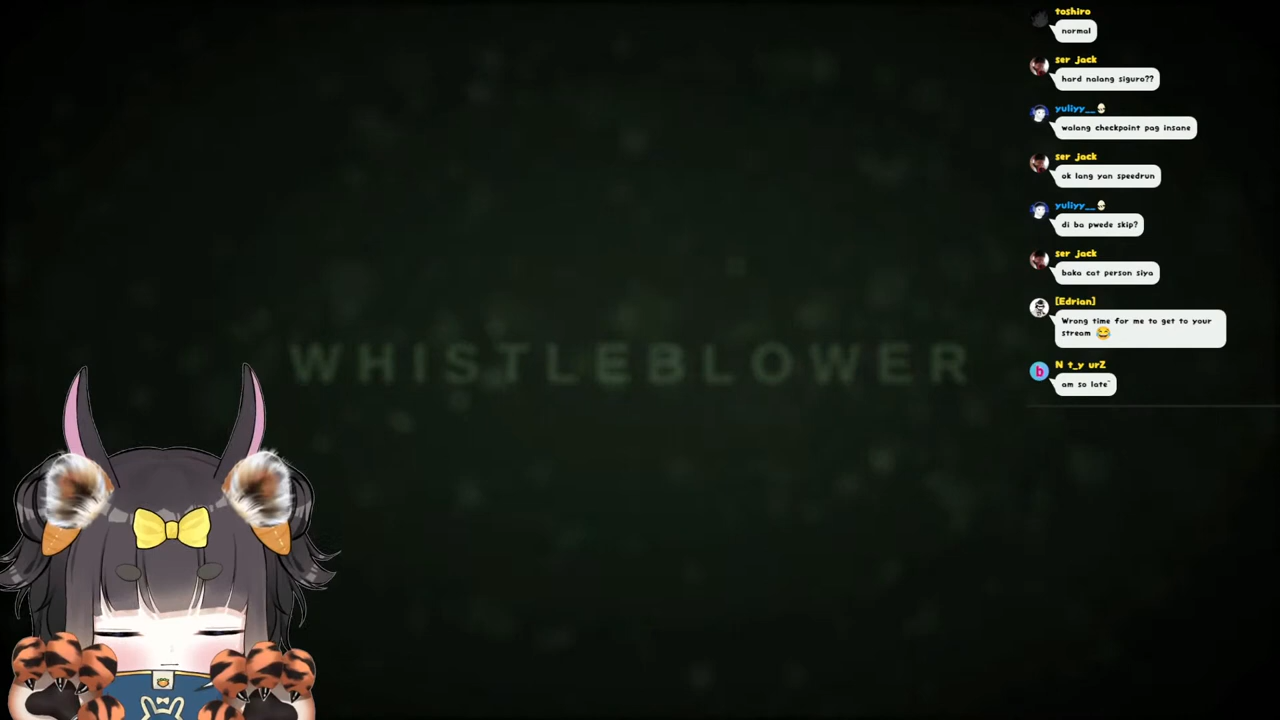 toshiro
normal
ser jack
hard nalang siguro??
yuliyy__
walang checkpoint pag insane
ser jack
ok lang yan speedrun
yuliyy__
di ba pwede skip?
ser jack
baka cat person siya
[Edrian]
Wrong time for me to get to your
stream 😂
WHISTLEBLOWER
b
N t_y urZ
am so late~